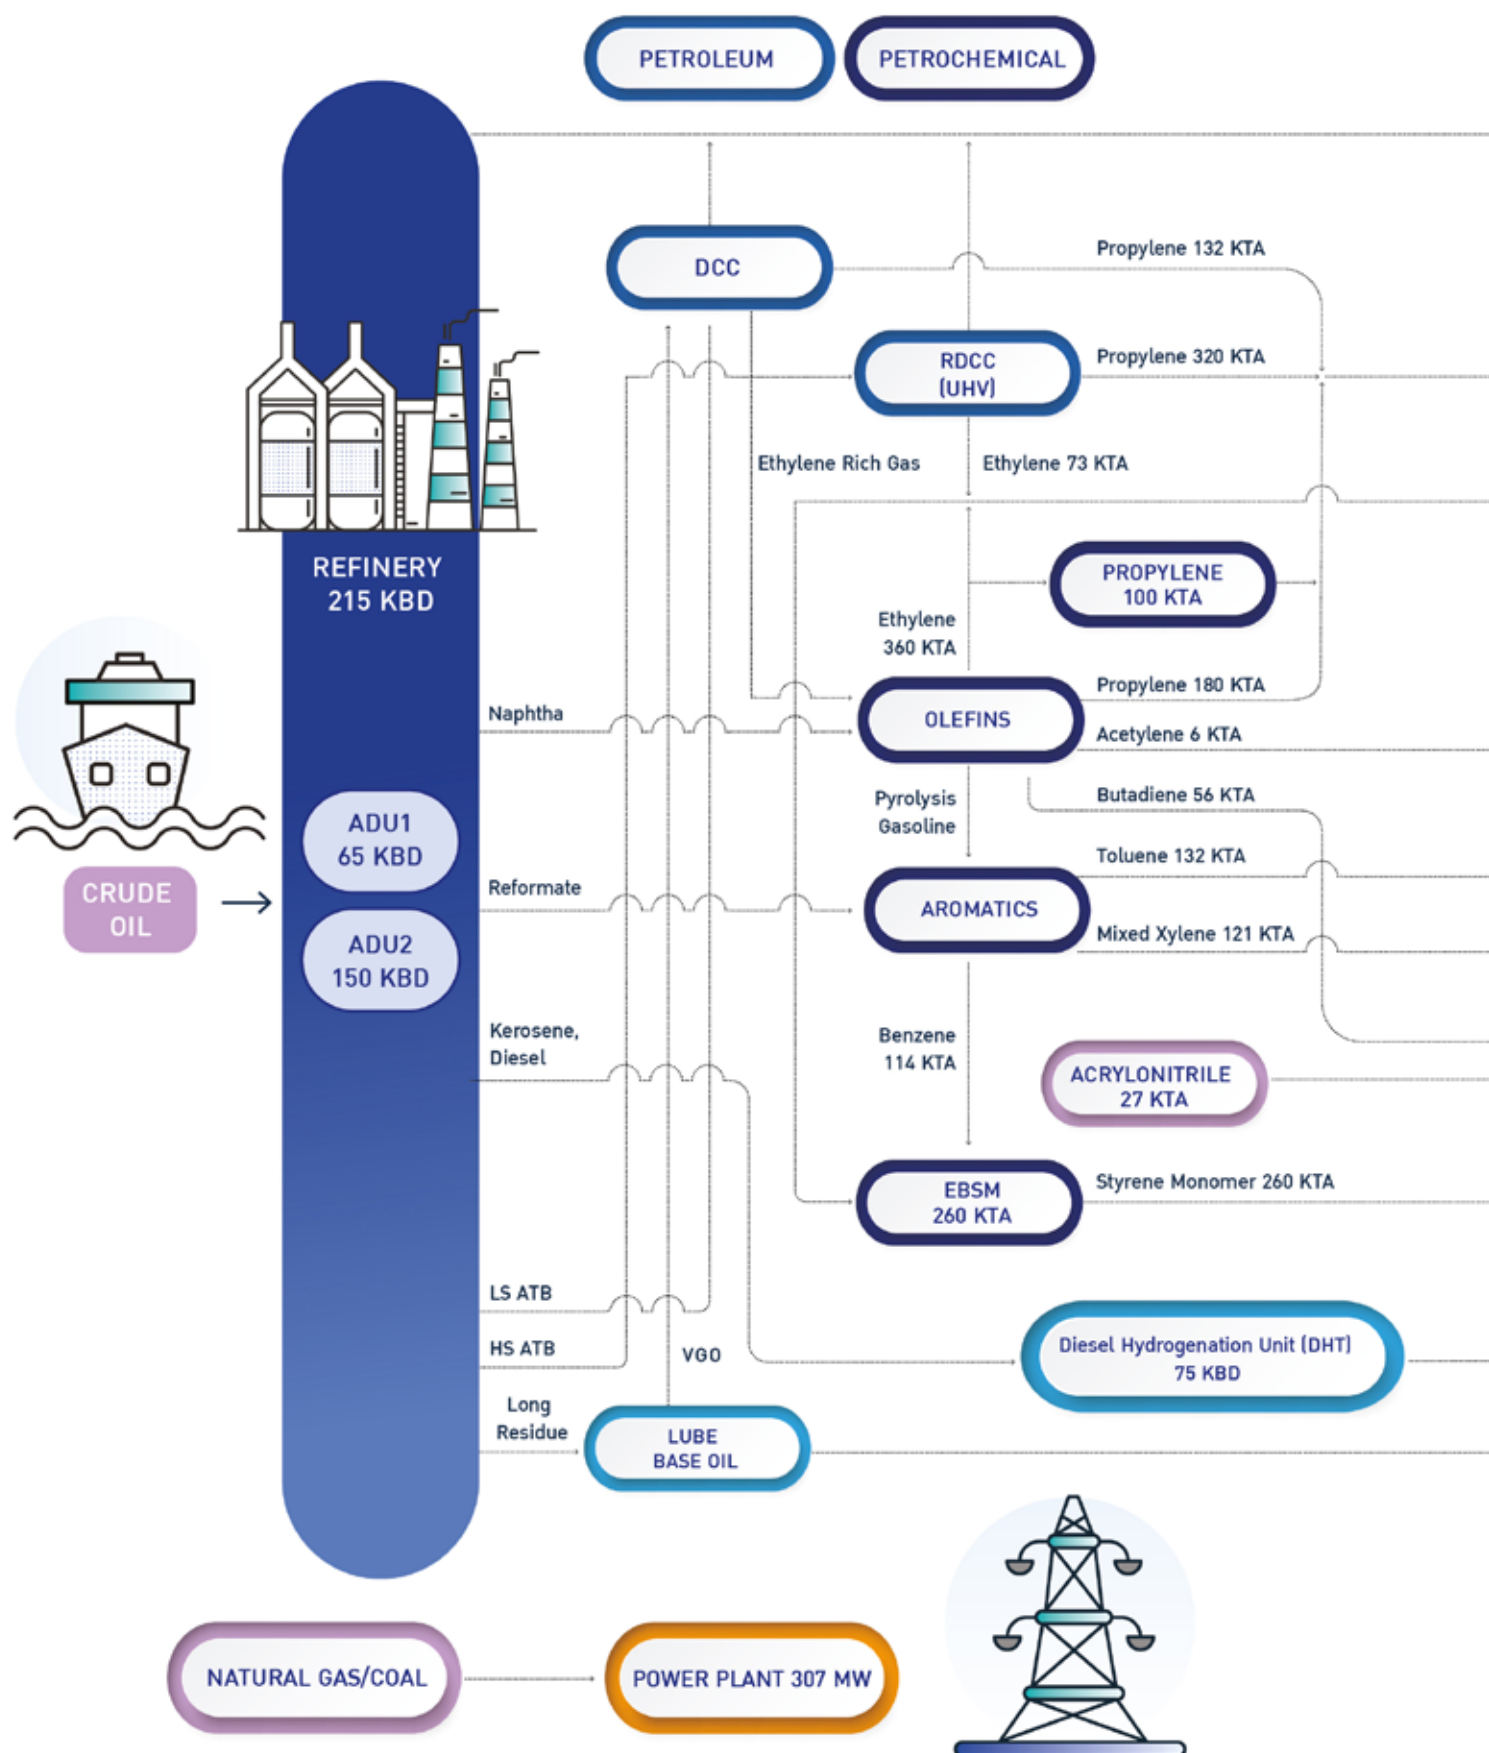 PETROLEUM
PETROCHEMICAL
DCC
Propylene 132 KTA
RDCC
(UHV)
Propylene 320 KTA
Ethylene Rich Gas
Ethylene 73 KTA
REFINERY
215 KBD
PROPYLENE
100 KTA
Ethylene
360 KTA
Naphtha
OLEFINS
Propylene 180 KTA
Acetylene 6 KTA
Pyrolysis
Gasoline
Butadiene 56 KTA
ADU1
65 KBD
CRUDE
OIL
Reformate
AROMATICS
Toluene 132 KTA
Mixed Xylene 121 KTA
ADU2
150 KBD
Kerosene,
Diesel
Benzene
114 KTA
ACRYLONITRILE
27 KTA
EBSM
260 KTA
Styrene Monomer 260 KTA
LS ATB
HS ATB
VGO
Diesel Hydrogenation Unit (DHT)
75 KBD
Long
Residue
LUBE
BASE OIL
NATURAL GAS/COAL
POWER PLANT 307 MW